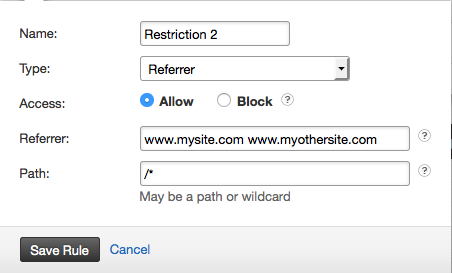 Name: Restriction 2
Type: Referrer
Access: Allow Block ?
Referrer: www.mysite.com www.myothersite.com ?
Path: /* ?
May be a path or wildcard
Save Rule Cancel